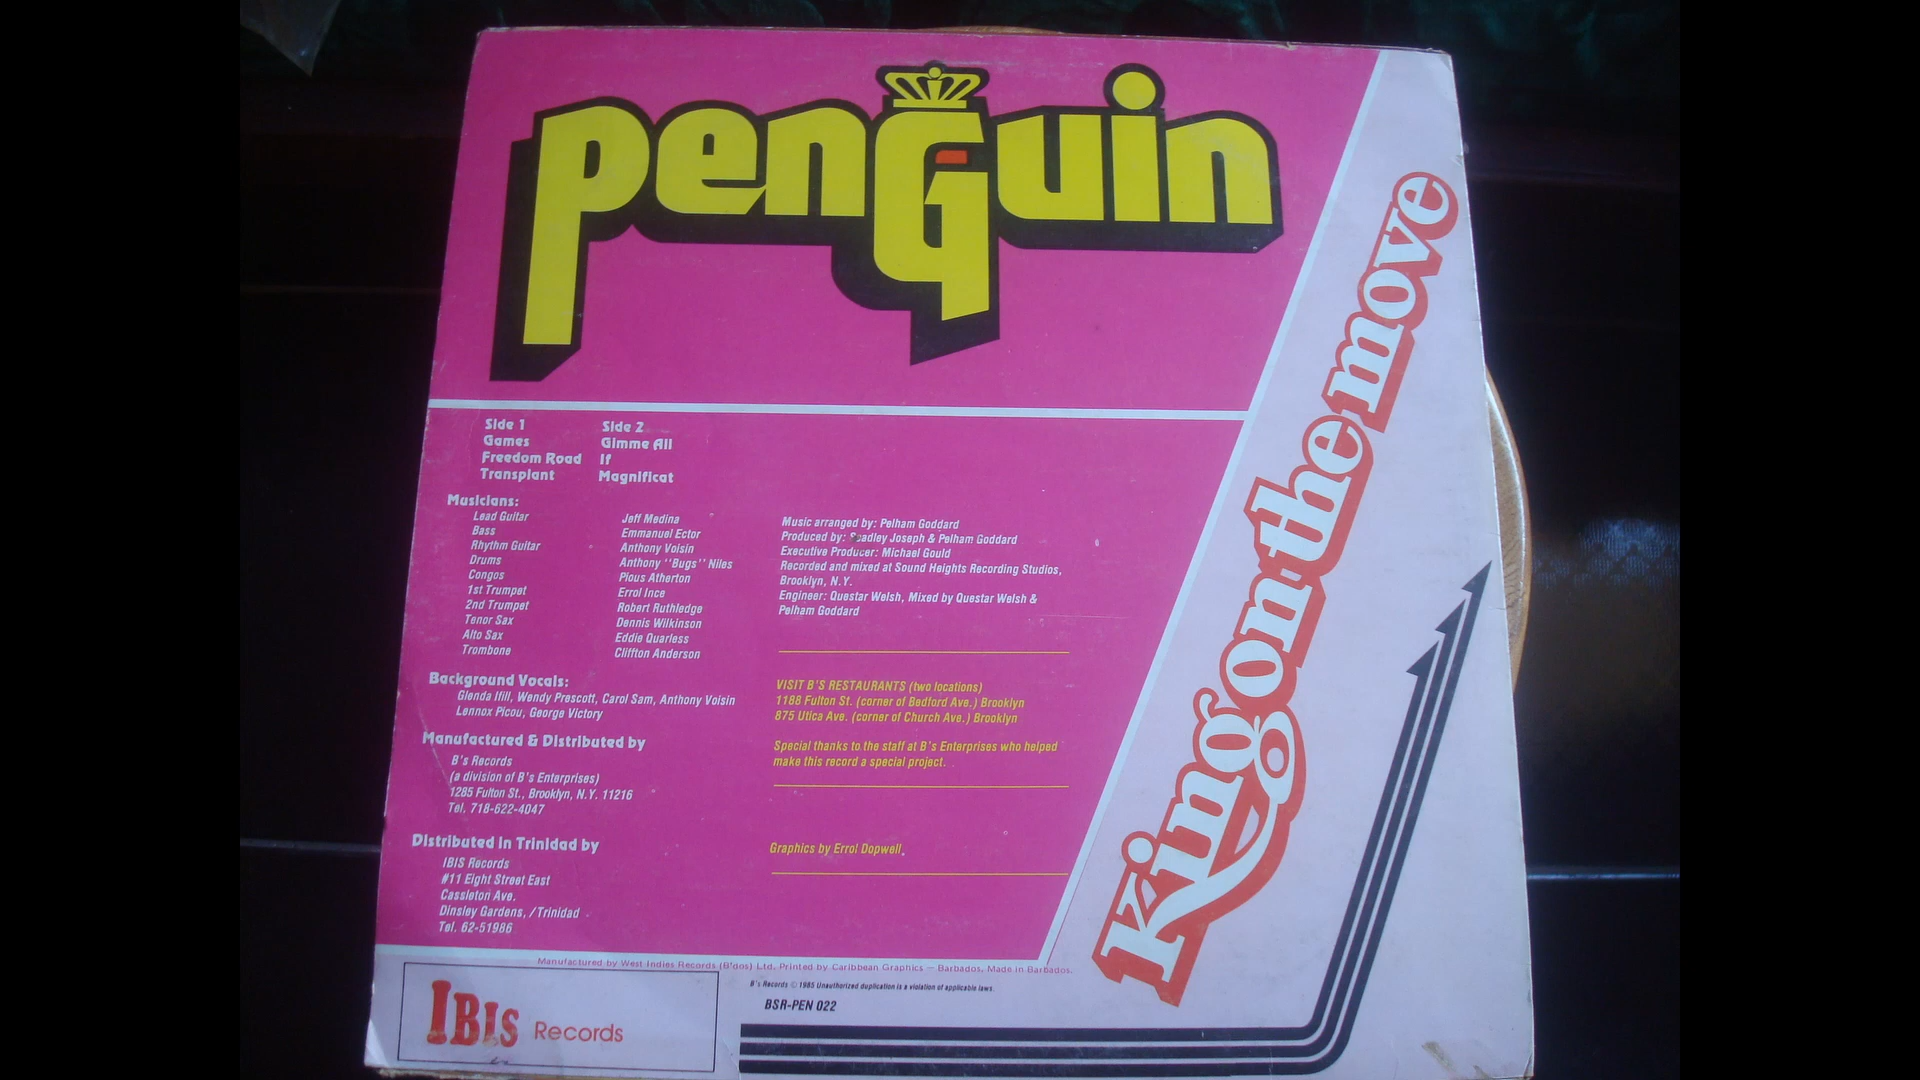 penGuin
King on the move
Side 1
Games
Freedom Road
Transplant
Side 2
Gimme All
If
Magnificat
Musicians:
Lead Guitar Jeff Medina
Bass Emmanuel Ector
Rhythm Guitar Anthony Voisin
Drums Anthony "Bugs" Niles
Congos Pious Atherton
1st Trumpet Errol Ince
2nd Trumpet Robert Ruthledge
Tenor Sax Dennis Wilkinson
Alto Sax Eddie Quarless
Trombone Cliffton Anderson
Background Vocals:
Glenda Ifill, Wendy Prescott, Carol Sam, Anthony Voisin
Lennox Picou, George Victory
Manufactured & Distributed by
B's Records
(a division of B's Enterprises)
1285 Fulton St., Brooklyn, N.Y. 11216
Tel. 718-622-4047
Distributed in Trinidad by
IBIS Records
#11 Eight Street East
Cassleton Ave.
Dinsley Gardens, /Trinidad
Tel. 62-51986
Music arranged by: Pelham Goddard
Produced by: Joseph & Pelham Goddard
Executive Producer: Michael Gould
Recorded and mixed at Sound Heights Recording Studios,
Brooklyn, N.Y.
Engineer: Questar Welsh, Mixed by Questar Welsh &
Pelham Goddard
VISIT B'S RESTAURANTS (two locations)
1188 Fulton St. (corner of Bedford Ave.) Brooklyn
875 Utica Ave. (corner of Church Ave.) Brooklyn
Special thanks to the staff at B's Enterprises who helped
make this record a special project.
Graphics by Errol Dopwell.
Manufactured by West Indies Records (B'dos) Ltd. Printed by Caribbean Graphics — Barbados. Made in Barbados.
B's Records © 1985 Unauthorized duplication is a violation of applicable laws.
BSR-PEN 022
IBIS Records